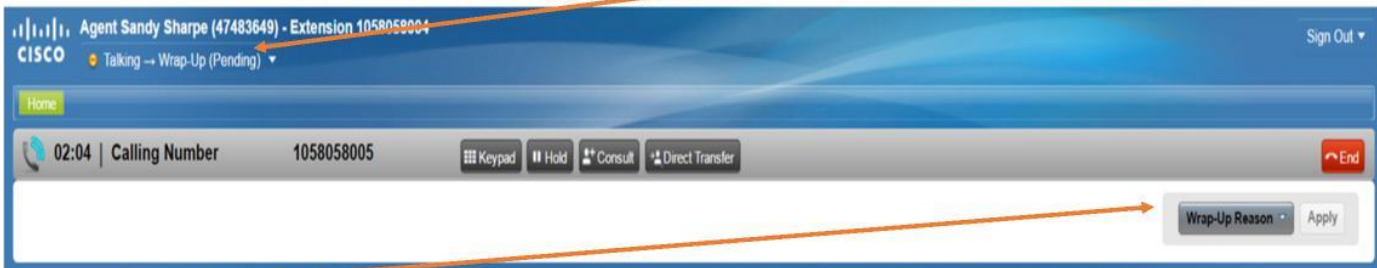 Agent Sandy Sharpe (47483649) - Extension 1058058004
Sign Out
CISCO
Talking → Wrap-Up (Pending)
Home
02:04 | Calling Number 1058058005 Keypad Hold Consult Direct Transfer End
Wrap-Up Reason Apply